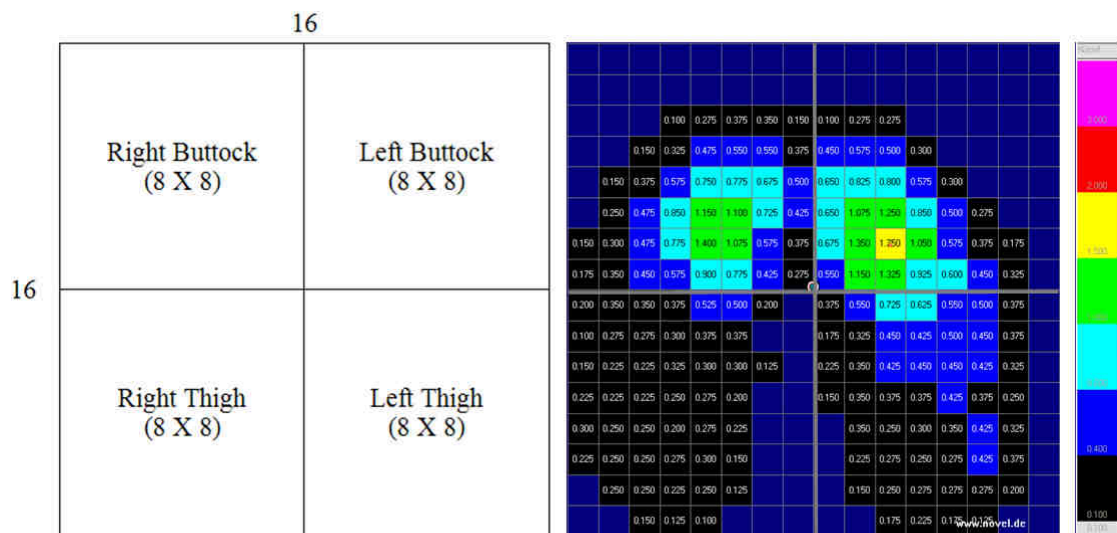 16
Right Buttock
(8 X 8)
Left Buttock
(8 X 8)
16
Right Thigh
(8 X 8)
Left Thigh
(8 X 8)
0.100 0.275 0.375 0.350 0.150 0.100 0.275 0.275
0.150 0.325 0.475 0.550 0.550 0.375 0.450 0.575 0.500 0.300
0.150 0.375 0.575 0.750 0.775 0.675 0.500 0.650 0.825 0.800 0.575 0.300
0.250 0.475 0.850 1.150 1.100 0.725 0.425 0.650 1.075 1.250 0.850 0.500 0.275
0.150 0.300 0.475 0.775 1.400 1.075 0.575 0.375 0.675 1.350 1.050 0.575 0.375 0.175
0.175 0.350 0.450 0.575 0.900 0.775 0.425 0.275 0.550 1.150 1.325 0.925 0.600 0.450 0.325
0.200 0.350 0.350 0.375 0.525 0.500 0.200 0.375 0.550 0.725 0.625 0.550 0.500 0.375
0.100 0.275 0.275 0.300 0.375 0.375 0.175 0.325 0.450 0.425 0.500 0.450 0.375
0.150 0.225 0.225 0.325 0.300 0.300 0.125 0.225 0.350 0.425 0.450 0.450 0.425 0.325
0.225 0.225 0.225 0.250 0.275 0.200 0.150 0.350 0.375 0.375 0.425 0.375 0.250
0.300 0.250 0.250 0.200 0.275 0.225 0.350 0.250 0.300 0.350 0.425 0.325
0.225 0.250 0.250 0.275 0.300 0.150 0.225 0.275 0.250 0.275 0.425 0.375
0.250 0.250 0.225 0.250 0.125 0.150 0.250 0.275 0.275 0.275 0.200
0.150 0.125 0.100 0.175 0.225 0.175 0.125
www.novel.de
3.000
2.000
1.500
0.400
0.100
0.100